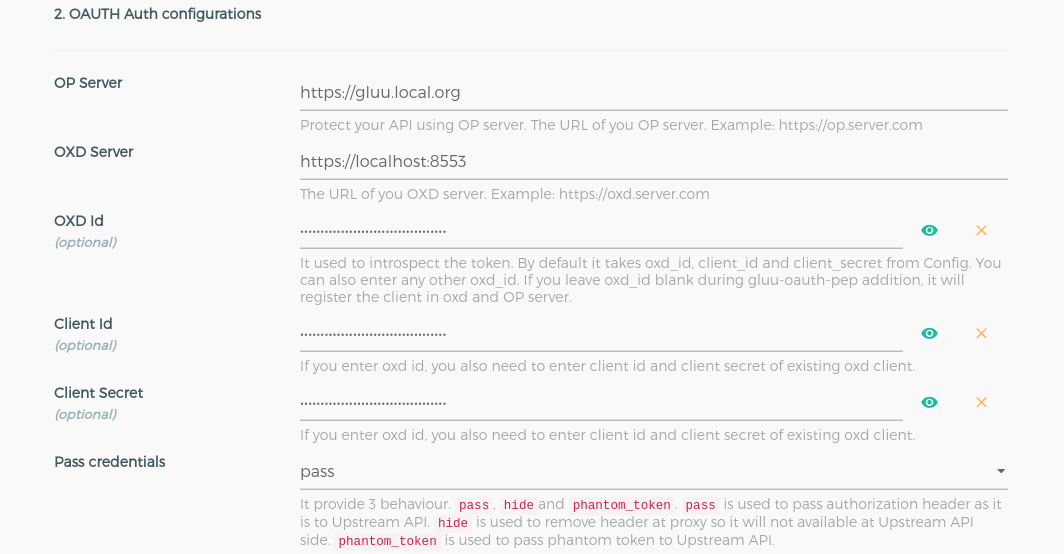 2. OAUTH Auth configurations
OP Server
https://gluu.local.org
Protect your API using OP server. The URL of you OP server. Example: https://op.server.com
OXD Server
https://localhost:8553
The URL of you OXD server. Example: https://oxd.server.com
OXD Id
(optional)
····································
It used to introspect the token. By default it takes oxd_id, client_id and client_secret from Config. You
can also enter any other oxd_id. If you leave oxd_id blank during gluu-oauth-pep addition, it will
register the client in oxd and OP server.
Client Id
(optional)
····································
If you enter oxd id, you also need to enter client id and client secret of existing oxd client.
Client Secret
(optional)
····································
If you enter oxd id, you also need to enter client id and client secret of existing oxd client.
Pass credentials
pass
It provide 3 behaviour. pass, hide and phantom_token. pass is used to pass authorization header as it
is to Upstream API. hide is used to remove header at proxy so it will not available at Upstream API
side. phantom_token is used to pass phantom token to Upstream API.